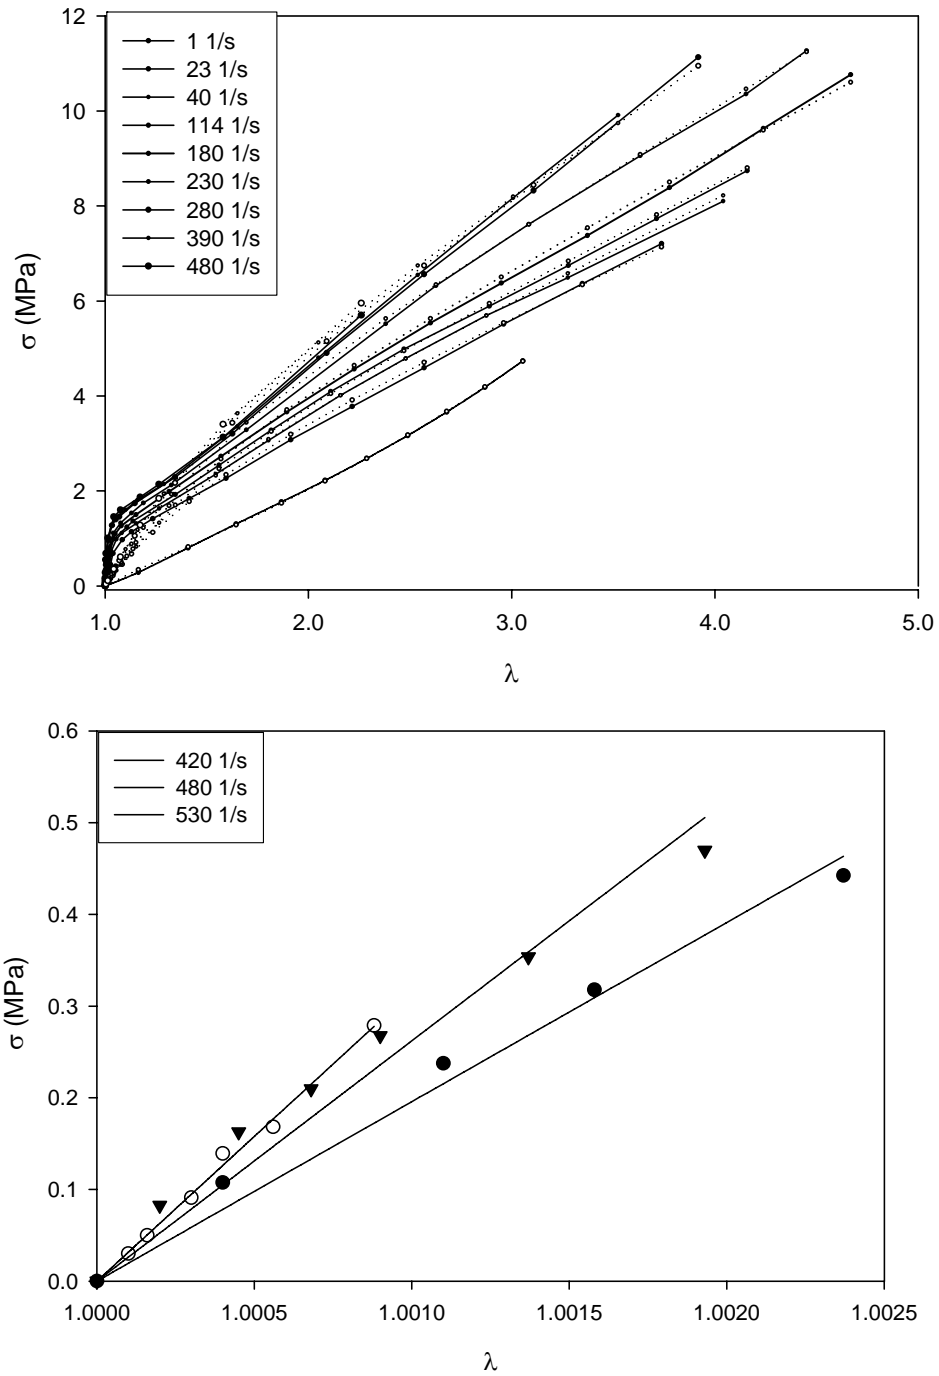 12
10
8
6
4
2
0
σ (MPa)
1 1/s
23 1/s
40 1/s
114 1/s
180 1/s
230 1/s
280 1/s
390 1/s
480 1/s
1.0 2.0 3.0 4.0 5.0
λ
0.6
0.5
0.4
0.3
0.2
0.1
0.0
σ (MPa)
420 1/s
480 1/s
530 1/s
1.0000 1.0005 1.0010 1.0015 1.0020 1.0025
λ